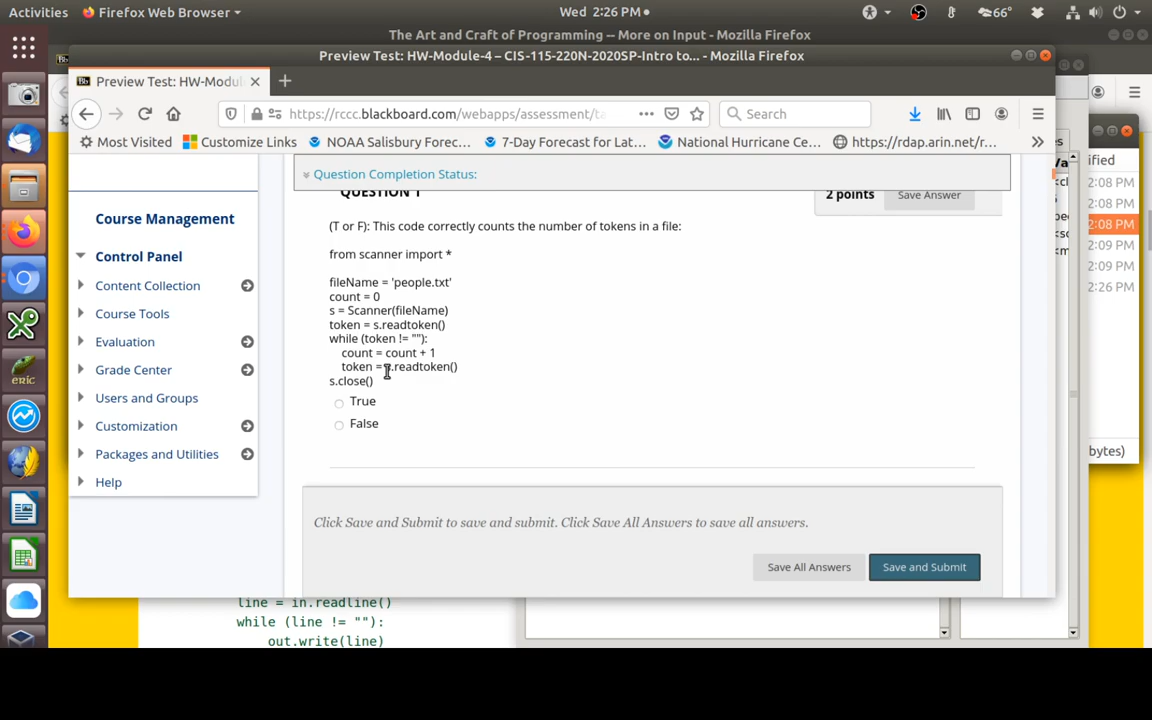 Activities
Firefox Web Browser
Wed 2:26 PM
66°
The Art and Craft of Programming -- More on Input - Mozilla Firefox
Preview Test: HW-Module-4 – CIS-115-220N-2020SP-Intro to... - Mozilla Firefox
Preview Test: HW-Modul
https://rccc.blackboard.com/webapps/assessment/ta
Search
Most Visited
Customize Links
NOAA Salisbury Forec...
7-Day Forecast for Lat...
National Hurricane Ce...
https://rdap.arin.net/r...
Question Completion Status:
QUESTION 1
2 points
Save Answer
Course Management
Control Panel
Content Collection
Course Tools
Evaluation
Grade Center
Users and Groups
Customization
Packages and Utilities
Help
(T or F): This code correctly counts the number of tokens in a file:
from scanner import *
fileName = 'people.txt'
count = 0
s = Scanner(fileName)
token = s.readtoken()
while (token != ""):
count = count + 1
token = s.readtoken()
s.close()
True
False
Click Save and Submit to save and submit. Click Save All Answers to save all answers.
Save All Answers
Save and Submit
ified
2:08 PM
2:08 PM
2:08 PM
2:09 PM
2:09 PM
2:26 PM
bytes)
line = in.readline()
while (line != ""):
out.write(line)
eric